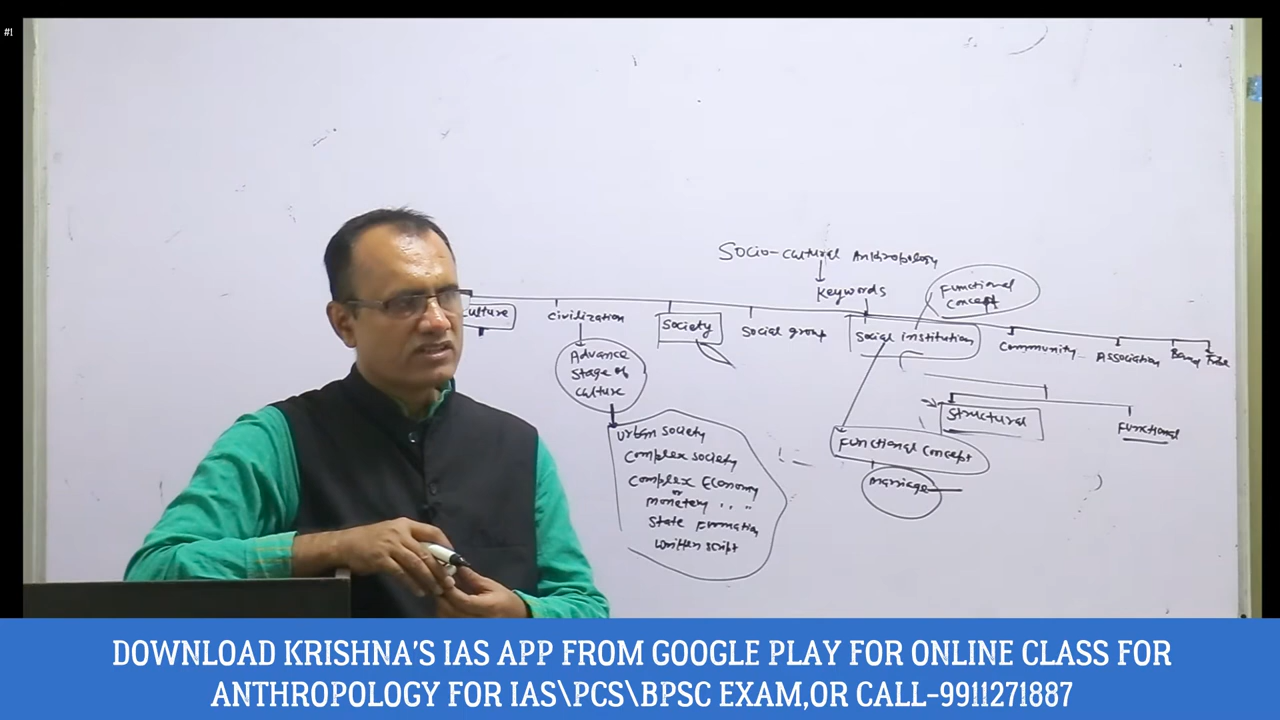 #1
Socio-cultural Anthropology
Keywords
Functional
concept
culture
civilization
Society
Social group
Social institution
Community
Association
Band
Tribe
Advance
Stage of
culture
Structural
Functional
Urban society
Complex society
Complex Economy
or
monetary " "
State Formation
Written script
Functional Concept
marriage
DOWNLOAD KRISHNA'S IAS APP FROM GOOGLE PLAY FOR ONLINE CLASS FOR
ANTHROPOLOGY FOR IAS\PCS\BPSC EXAM,OR CALL-9911271887